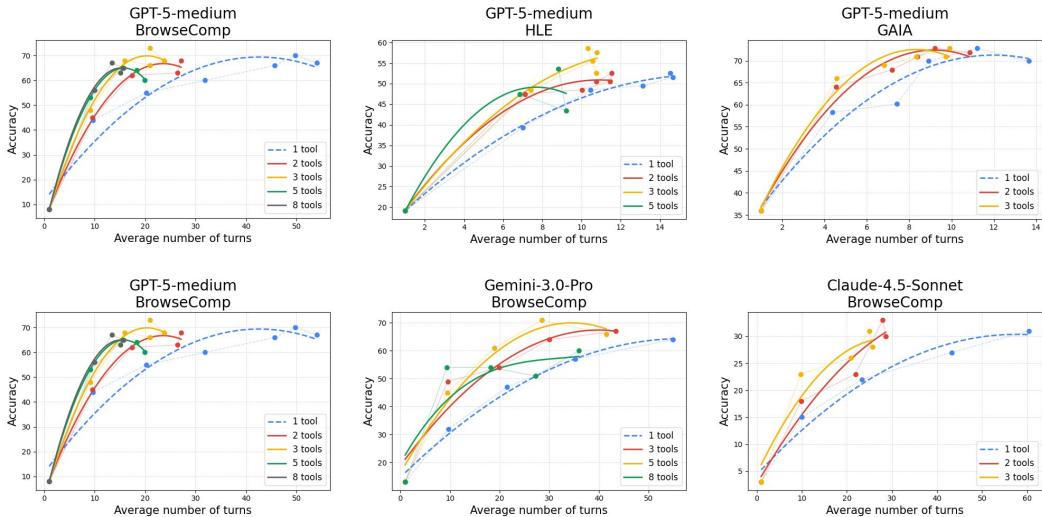 GPT-5-medium
BrowseComp
Accuracy
70
60
50
40
30
20
10
0
10
20
30
40
50
Average number of turns
1 tool
2 tools
3 tools
5 tools
8 tools
GPT-5-medium
HLE
Accuracy
60
55
50
45
40
35
30
25
20
2
4
6
8
10
12
14
Average number of turns
1 tool
2 tools
3 tools
5 tools
GPT-5-medium
GAIA
Accuracy
75
70
65
60
55
50
45
40
35
2
4
6
8
10
12
14
Average number of turns
1 tool
2 tools
3 tools
GPT-5-medium
BrowseComp
Accuracy
70
60
50
40
30
20
10
0
10
20
30
40
50
Average number of turns
1 tool
2 tools
3 tools
5 tools
8 tools
Gemini-3.0-Pro
BrowseComp
Accuracy
70
60
50
40
30
20
0
10
20
30
40
50
Average number of turns
1 tool
3 tools
5 tools
8 tools
Claude-4.5-Sonnet
BrowseComp
Accuracy
30
25
20
15
10
5
0
10
20
30
40
50
60
Average number of turns
1 tool
2 tools
3 tools